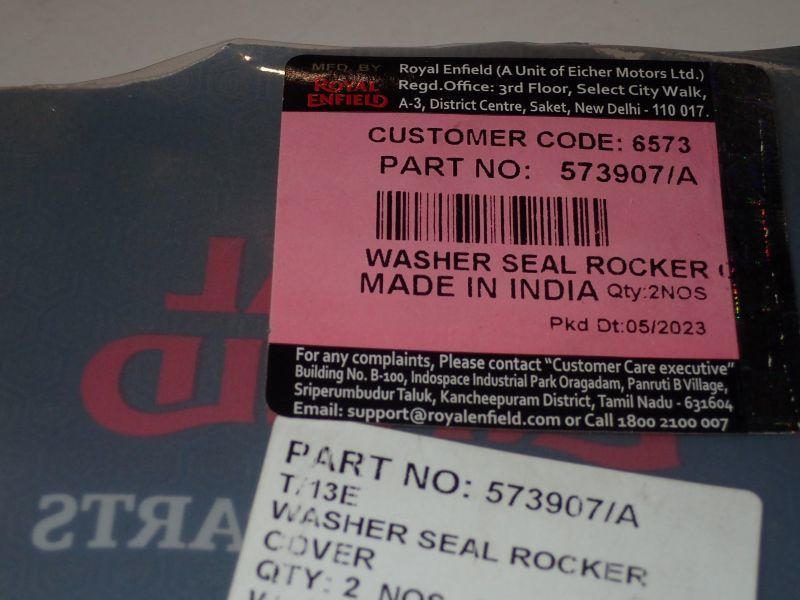 MFD. BY
ROYAL
ENFIELD
Royal Enfield (A Unit of Eicher Motors Ltd.)
Regd.Office: 3rd Floor, Select City Walk,
A-3, District Centre, Saket, New Delhi - 110 017.
CUSTOMER CODE: 6573
PART NO: 573907/A
WASHER SEAL ROCKER
MADE IN INDIA Qty:2NOS
Pkd Dt:05/2023
For any complaints, Please contact "Customer Care executive"
Building No. B-100, Indospace Industrial Park Oragadam, Panruti B Village,
Sriperumbudur Taluk, Kancheepuram District, Tamil Nadu - 631604
Email: support@royalenfield.com or Call 1800 2100 007
PART NO: 573907/A
T/13E
WASHER SEAL ROCKER
COVER
QTY: 2 NOS